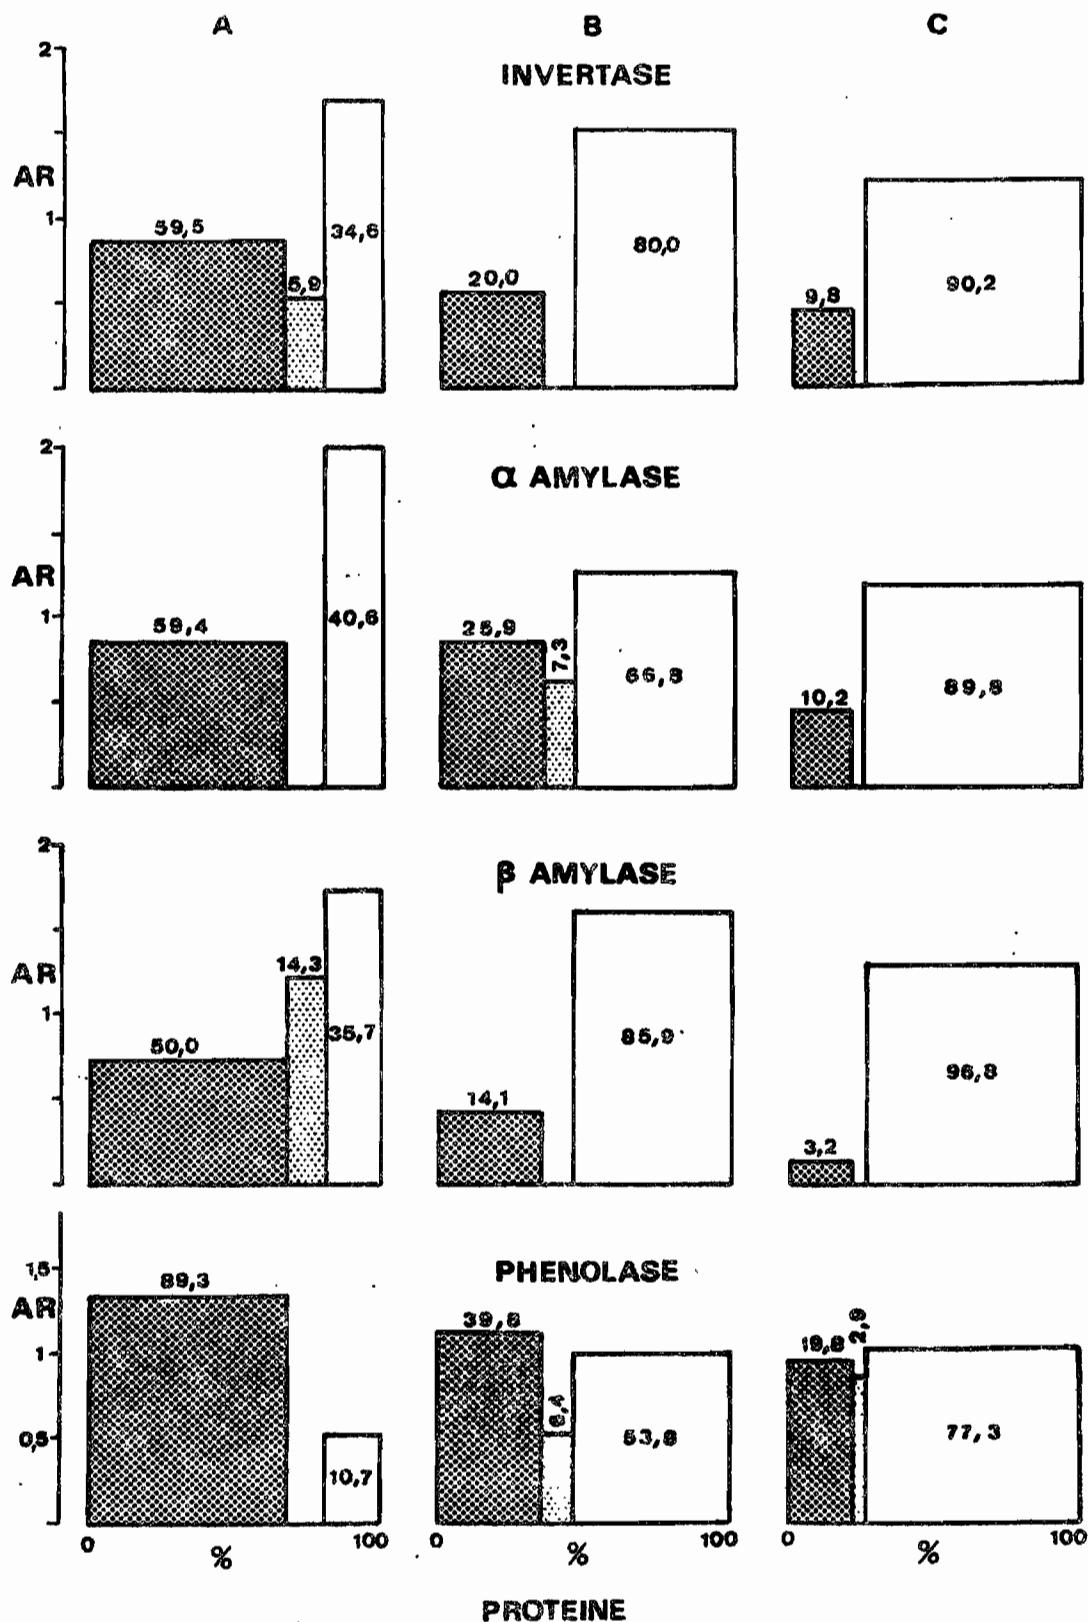 A B C
2
INVERTASE
AR
1
59,5
5,9
34,6
20,0
80,0
9,8
90,2
2
α AMYLASE
AR
1
59,4
40,6
25,9
7,3
66,8
10,2
89,8
2
β AMYLASE
AR
1
50,0
14,3
35,7
14,1
85,9
3,2
96,8
PHENOLASE
1,5
AR
1
0,5
89,3
10,7
39,8
6,4
53,8
19,8
2,9
77,3
0 % 100
0 % 100
0 % 100
PROTEINE